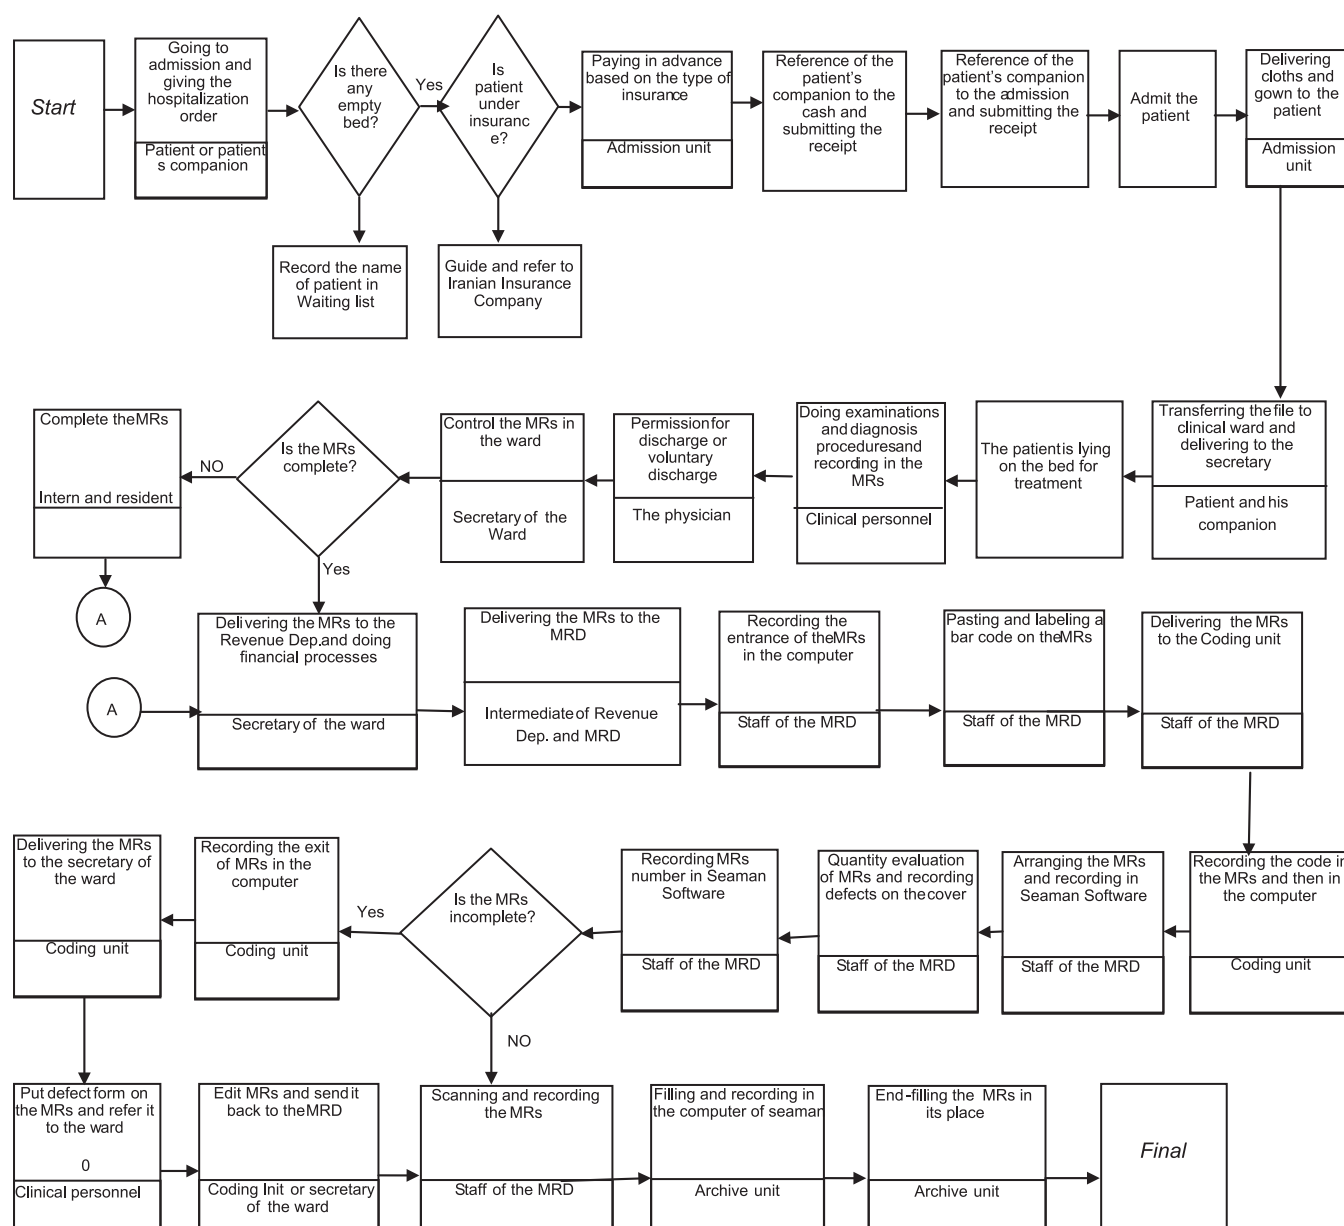 Start
Going to
admission and
giving the
hospitalization
order
Patient or patient
s companion
Is there
any
empty
bed?
Yes
Is
patient
under
insuranc
e?
Paying in advance
based on the type of
insurance
Admission unit
Reference of the
patient's
companion to the
cash and
submitting the
receipt
Reference of the
patient's companion
to the admission
and submitting the
receipt
Admit the
patient
Delivering
cloths and
gown to the
patient
Admission
unit
Record the name
of patient in
Waiting list
Guide and refer to
Iranian Insurance
Company
Complete the MRs
Intern and resident
NO
Is the MRs
complete?
Yes
Control the MRs in
the ward
Secretary of the
Ward
Permission for
discharge or
voluntary
discharge
The physician
Doing examinations
and diagnosis
procedures and
recording in the
MRs
Clinical personnel
The patient is lying
on the bed for
treatment
Transferring the file to
clinical ward and
delivering to the
secretary
Patient and his
companion
A
A
Delivering the MRs to the
Revenue Dep. and doing
financial processes
Secretary of the ward
Delivering the MRs to the
MRD
Intermediate of Revenue
Dep. and MRD
Recording the
entrance of the MRs
in the computer
Staff of the MRD
Pasting and labeling a
bar code on the MRs
Staff of the MRD
Delivering the MRs
to the Coding unit
Staff of the MRD
Delivering the MRs
to the secretary of
the ward
Coding unit
Recording the exit
of MRs in the
computer
Coding unit
Yes
Is the MRs
incomplete?
NO
Recording MRs
number in Seaman
Software
Staff of the MRD
Quantity evaluation
of MRs and recording
defects on the cover
Staff of the MRD
Arranging the MRs
and recording in
Seaman Software
Staff of the MRD
Recording the code in
the MRs and then in
the computer
Coding unit
Put defect form on
the MRs and refer it
to the ward
0
Clinical personnel
Edit MRs and send it
back to the MRD
Coding Init or secretary
of the ward
Scanning and recording
the MRs
Staff of the MRD
Filling and recording in
the computer of seaman
Archive unit
End-filling the MRs in
its place
Archive unit
Final